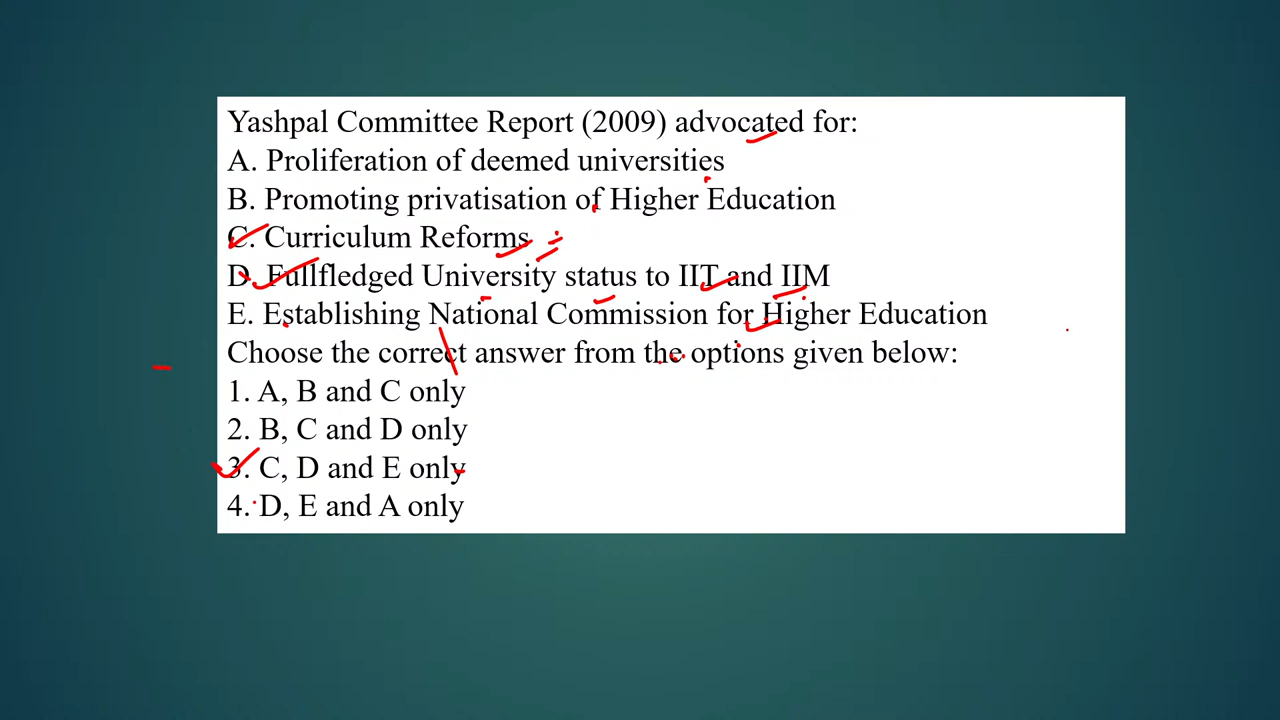 Yashpal Committee Report (2009) advocated for:
A. Proliferation of deemed universities
B. Promoting privatisation of Higher Education
C. Curriculum Reforms
D. Fullfledged University status to IIT and IIM
E. Establishing National Commission for Higher Education
Choose the correct answer from the options given below:
1. A, B and C only
2. B, C and D only
3. C, D and E only
4. D, E and A only